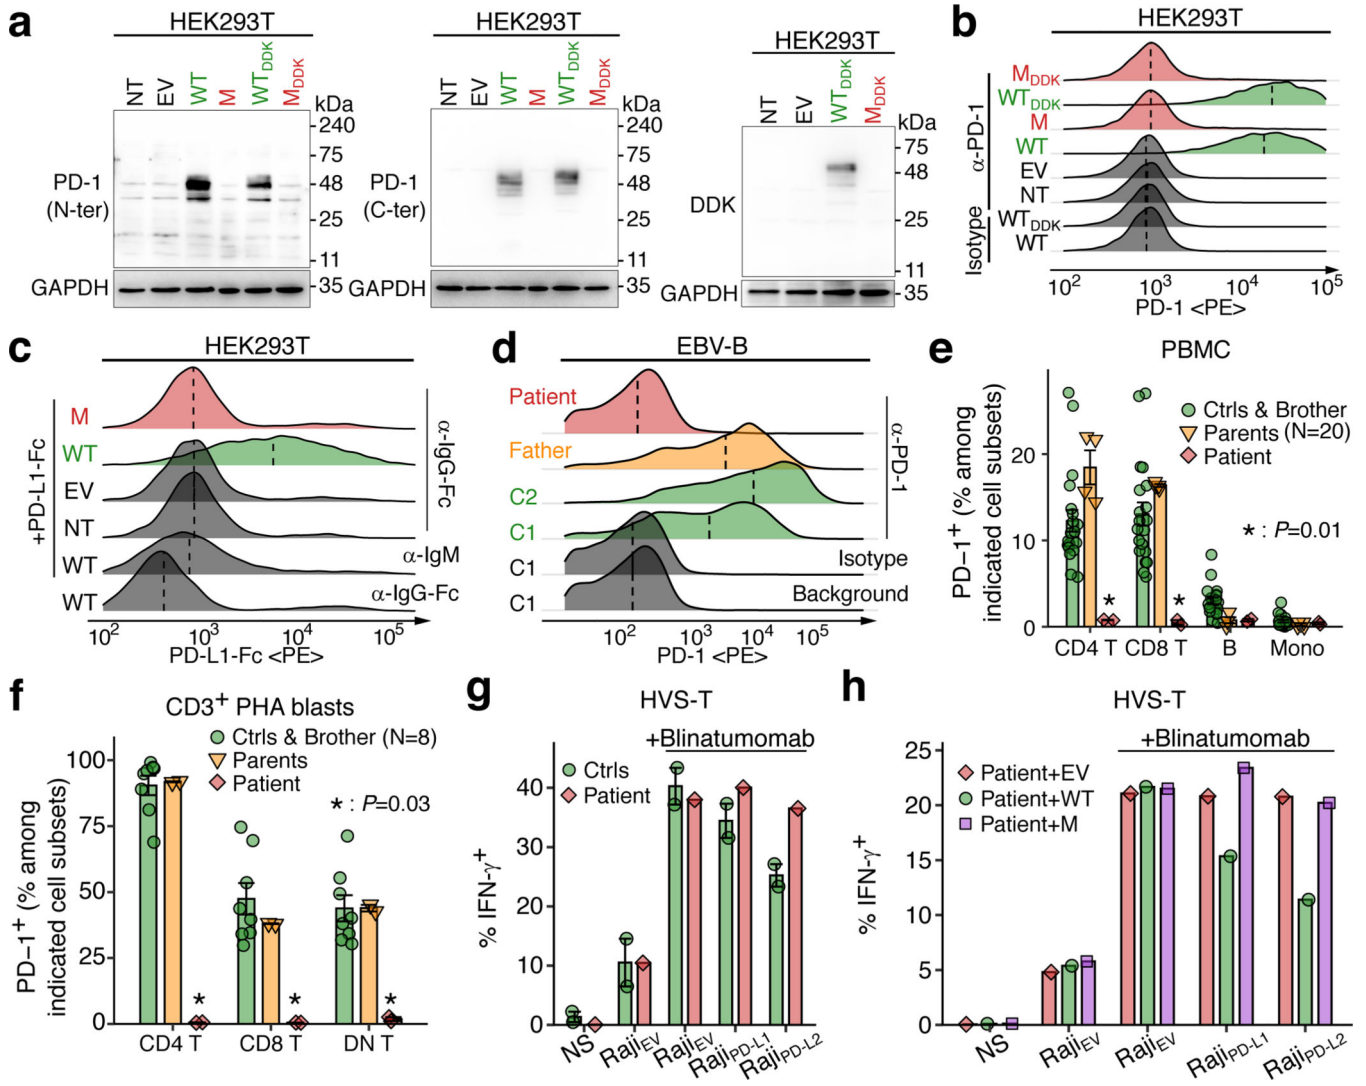 a
HEK293T
NT EV WT M WTDDK MDDK
kDa
240
75
48
25
11
35
PD-1
(N-ter)
GAPDH
HEK293T
NT EV WT M WTDDK MDDK
kDa
240
75
48
25
11
35
PD-1
(C-ter)
GAPDH
HEK293T
NT EV WTDDK MDDK
kDa
75
48
25
11
35
DDK
GAPDH
b
HEK293T
α-PD-1
MDDK
WTDDK
M
WT
EV
NT
Isotype
WTDDK
WT
10² 10³ 10⁴ 10⁵
PD-1 <PE>
c
HEK293T
+PD-L1-Fc
M
WT
EV
NT
WT
WT
α-IgG-Fc
α-IgM
α-IgG-Fc
10² 10³ 10⁴ 10⁵
PD-L1-Fc <PE>
d
EBV-B
Patient
Father
C2
C1
C1
C1
α-PD-1
Isotype
Background
10² 10³ 10⁴ 10⁵
PD-1 <PE>
e
PBMC
PD–1⁺ (% among
indicated cell subsets)
20
10
0
Ctrls & Brother
Parents (N=20)
Patient
* : P=0.01
* *
CD4 T CD8 T B Mono
f
CD3⁺ PHA blasts
Ctrls & Brother (N=8)
Parents
Patient
* : P=0.03
PD–1⁺ (% among
indicated cell subsets)
100
75
50
25
0
* * *
CD4 T CD8 T DN T
g
HVS-T
+Blinatumomab
Ctrls
Patient
% IFN-γ⁺
40
30
20
10
0
NS RajiEV RajiEV RajiPD-L1 RajiPD-L2
h
HVS-T
+Blinatumomab
Patient+EV
Patient+WT
Patient+M
% IFN-γ⁺
25
20
15
10
5
0
NS RajiEV RajiEV RajiPD-L1 RajiPD-L2